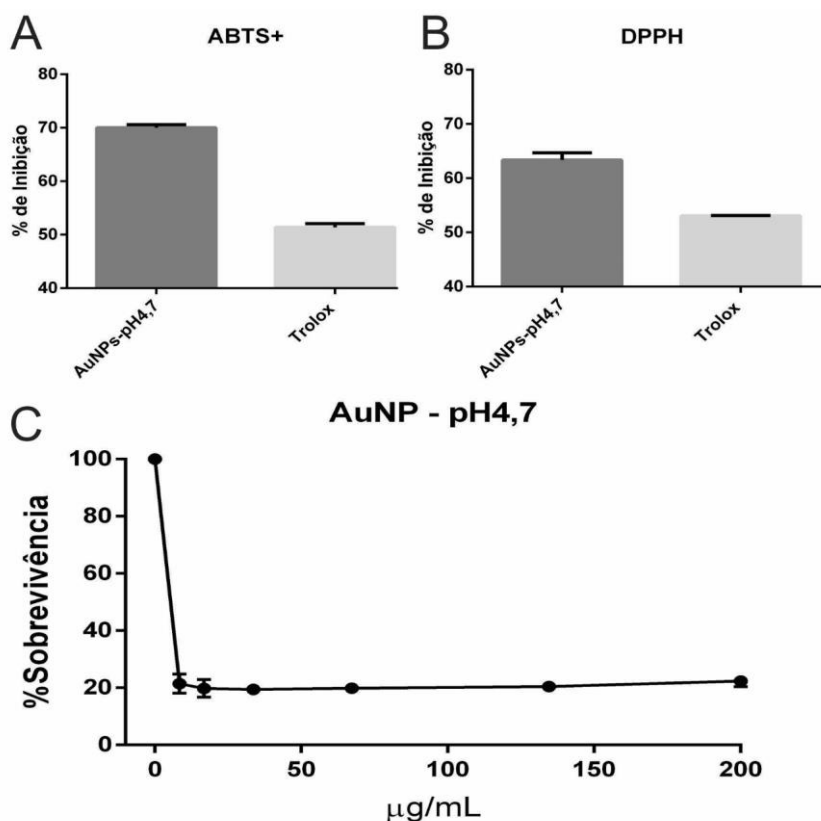 A
ABTS+
% de Inibição
80
70
60
50
40
AuNPs-pH4,7
Trolox
B
DPPH
% de Inibição
80
70
60
50
40
AuNPs-pH4,7
Trolox
C
AuNP - pH4,7
%Sobrevivência
100
80
60
40
20
0
0
50
100
150
200
µg/mL